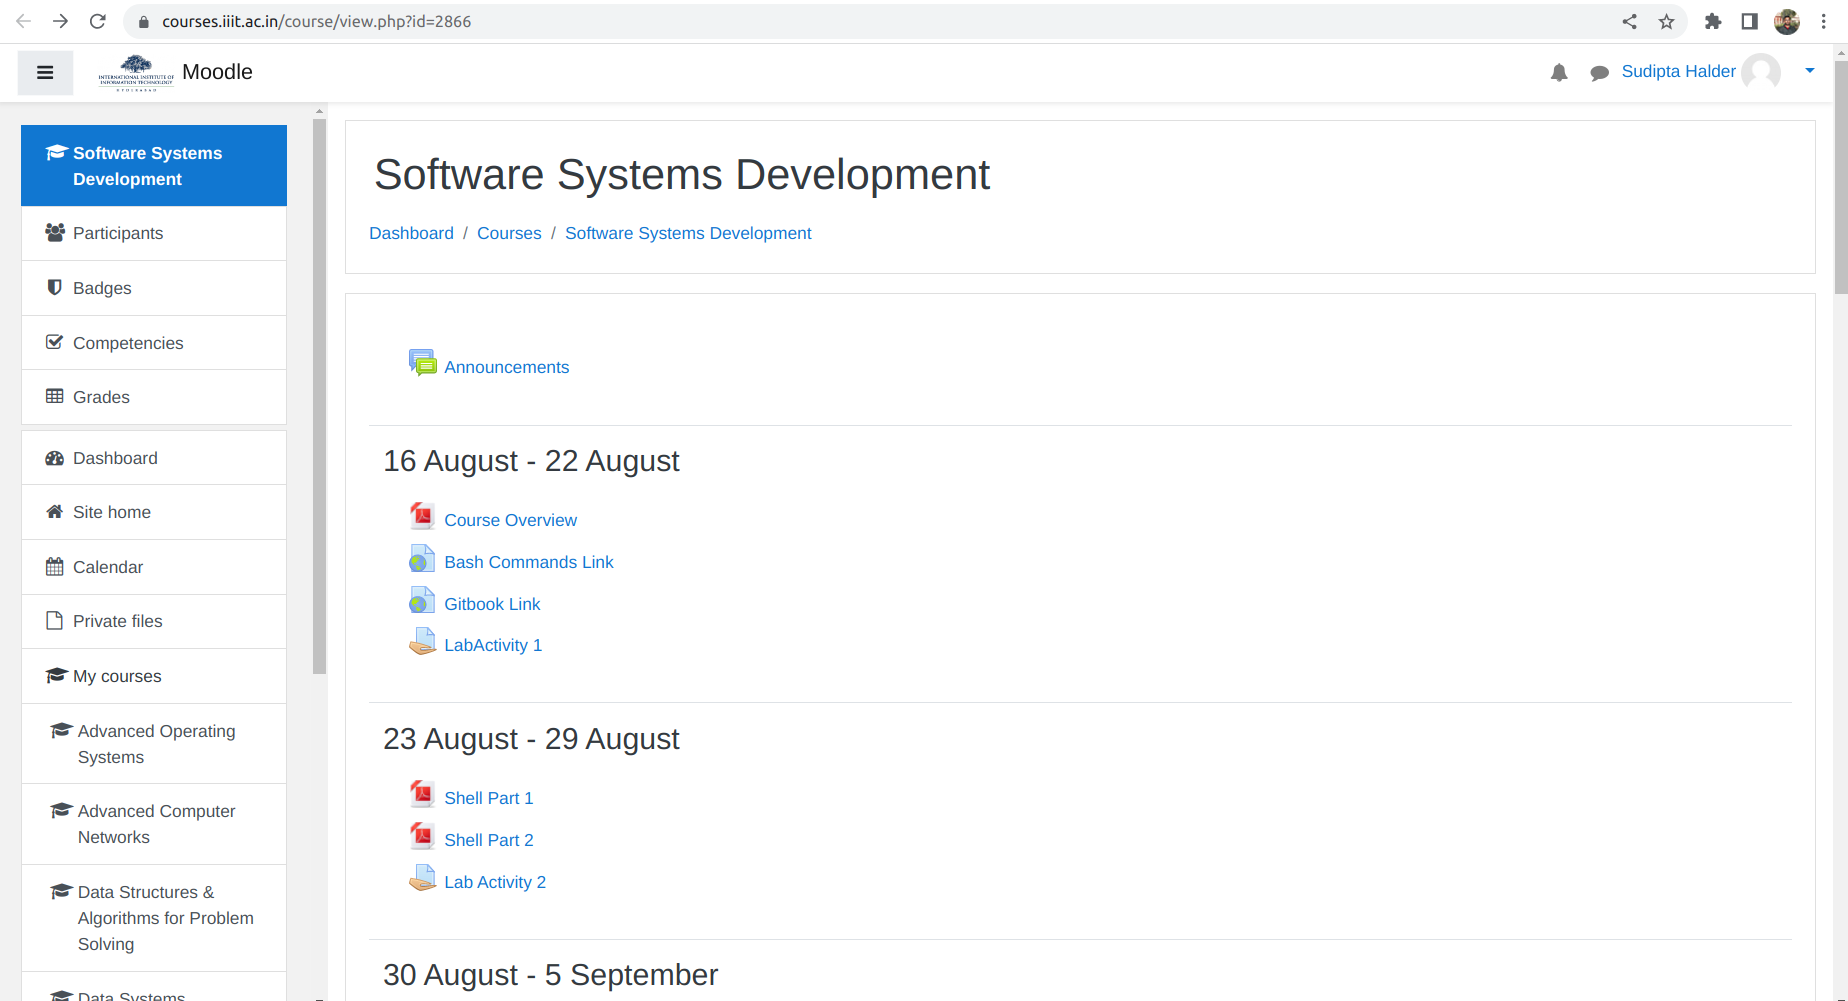 courses.iiit.ac.in/course/view.php?id=2866
INTERNATIONAL INSTITUTE OF
INFORMATION TECHNOLOGY
HYDERABAD
Moodle
Sudipta Halder
Software Systems
Development
Participants
Badges
Competencies
Grades
Dashboard
Site home
Calendar
Private files
My courses
Advanced Operating
Systems
Advanced Computer
Networks
Data Structures &
Algorithms for Problem
Solving
Data Systems
Software Systems Development
Dashboard / Courses / Software Systems Development
Announcements
16 August - 22 August
Course Overview
Bash Commands Link
Gitbook Link
LabActivity 1
23 August - 29 August
Shell Part 1
Shell Part 2
Lab Activity 2
30 August - 5 September